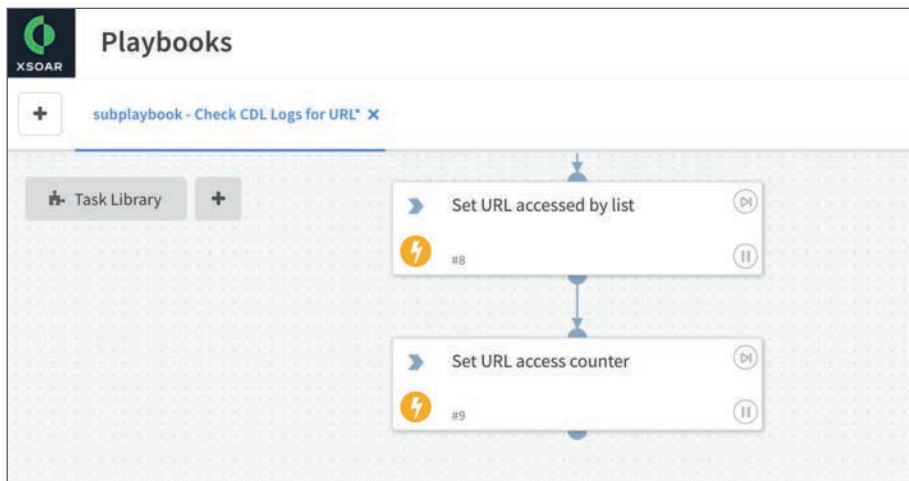 Playbooks
XSOAR
+
subplaybook - Check CDL Logs for URL* ×
Task Library
+
Set URL accessed by list
#8
Set URL access counter
#9